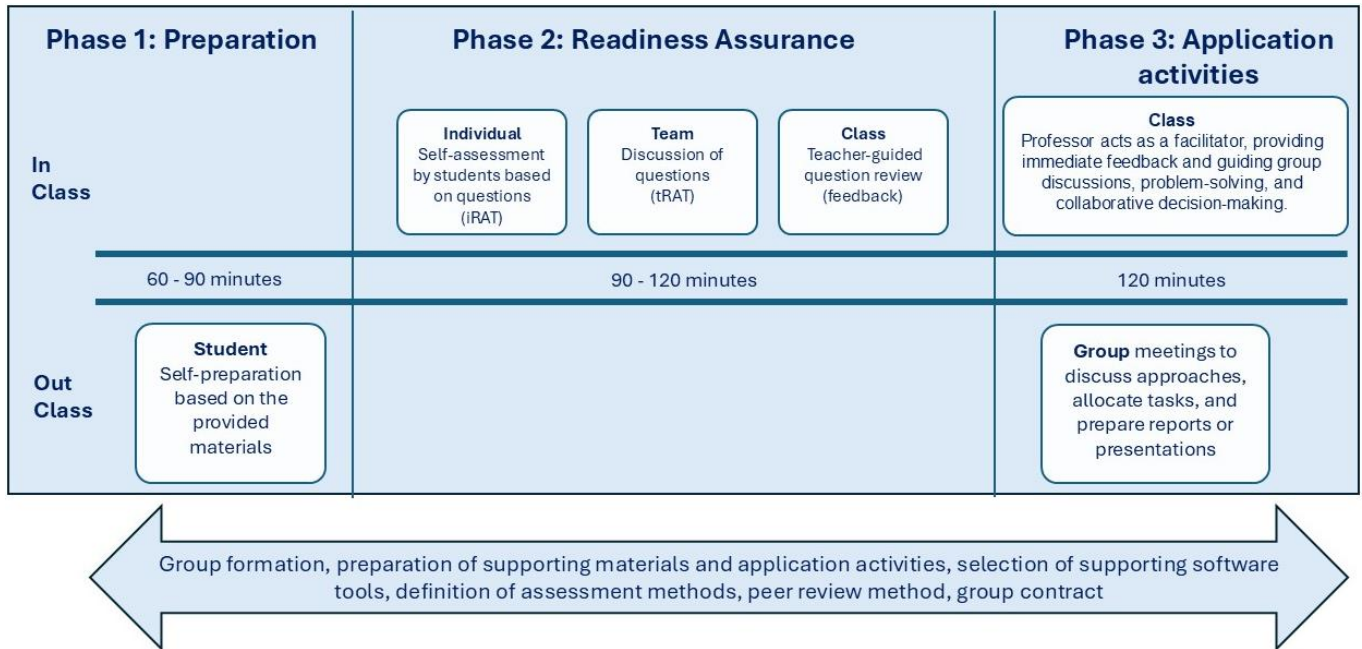 Phase 1: Preparation
Phase 2: Readiness Assurance
Phase 3: Application
activities
In
Class
Individual
Self-assessment
by students based
on questions
(iRAT)
Team
Discussion of
questions
(tRAT)
Class
Teacher-guided
question review
(feedback)
Class
Professor acts as a facilitator, providing
immediate feedback and guiding group
discussions, problem-solving, and
collaborative decision-making.
60 - 90 minutes
90 - 120 minutes
120 minutes
Out
Class
Student
Self-preparation
based on the
provided
materials
Group meetings to
discuss approaches,
allocate tasks, and
prepare reports or
presentations
Group formation, preparation of supporting materials and application activities, selection of supporting software
tools, definition of assessment methods, peer review method, group contract